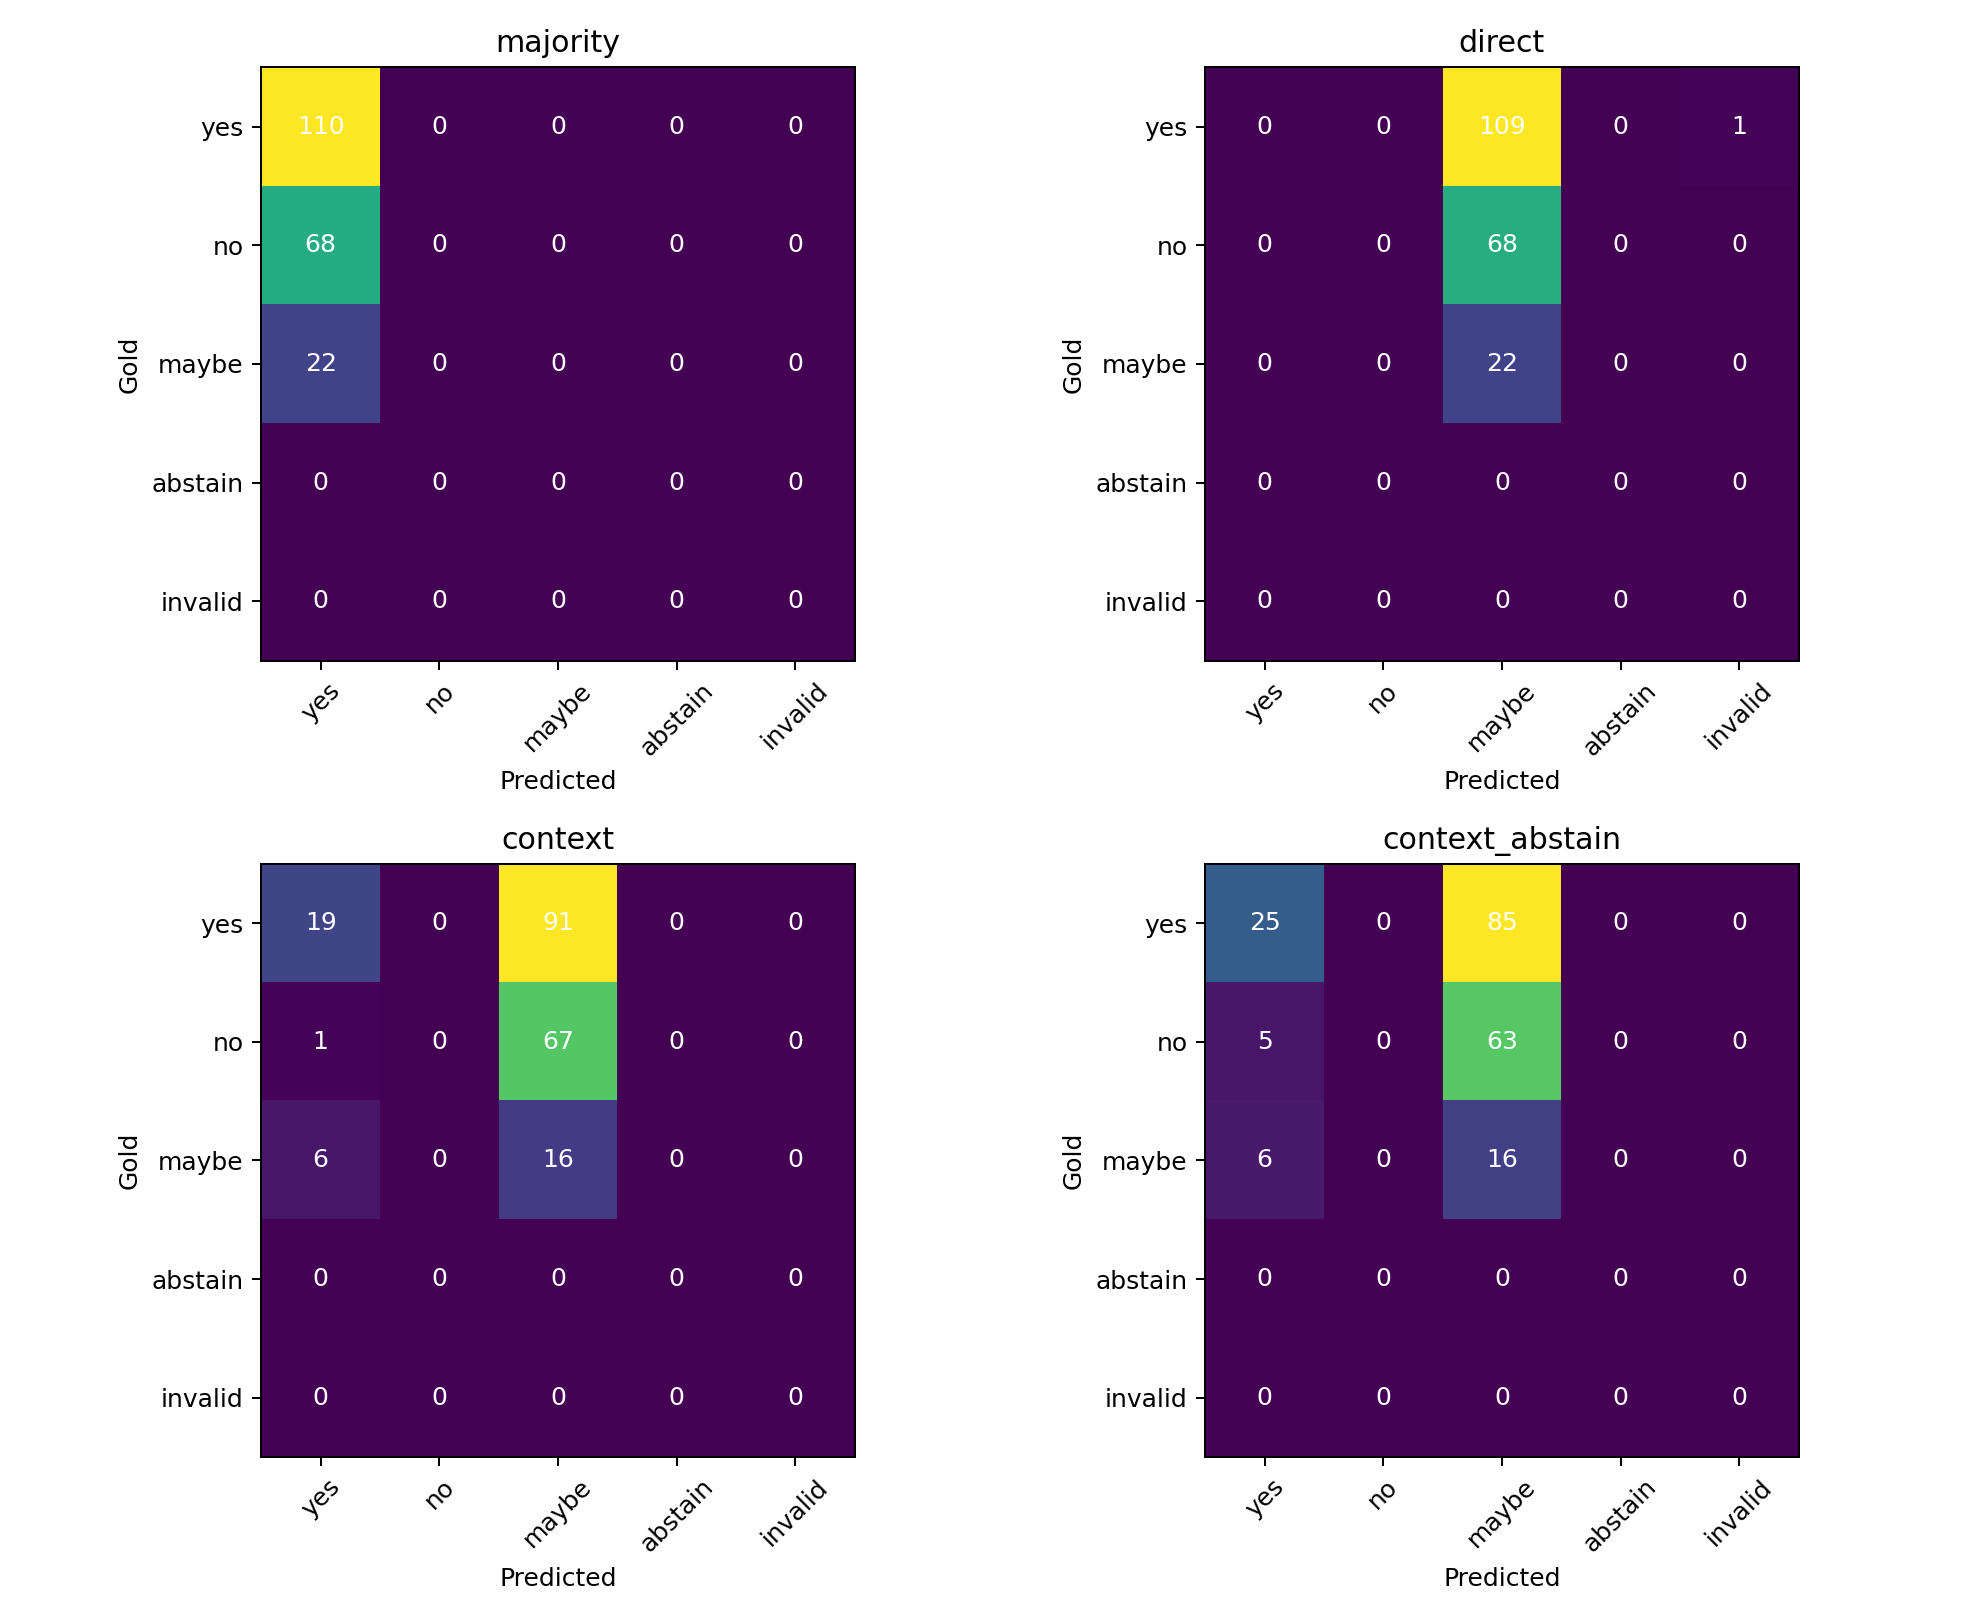 majority
yes 110 0 0 0 0
no 68 0 0 0 0
Gold
maybe 22 0 0 0 0
abstain 0 0 0 0 0
invalid 0 0 0 0 0
yes no maybe abstain invalid
Predicted
direct
yes 0 0 109 0 1
no 0 0 68 0 0
Gold
maybe 0 0 22 0 0
abstain 0 0 0 0 0
invalid 0 0 0 0 0
yes no maybe abstain invalid
Predicted
context
yes 19 0 91 0 0
no 1 0 67 0 0
Gold
maybe 6 0 16 0 0
abstain 0 0 0 0 0
invalid 0 0 0 0 0
yes no maybe abstain invalid
Predicted
context_abstain
yes 25 0 85 0 0
no 5 0 63 0 0
Gold
maybe 6 0 16 0 0
abstain 0 0 0 0 0
invalid 0 0 0 0 0
yes no maybe abstain invalid
Predicted